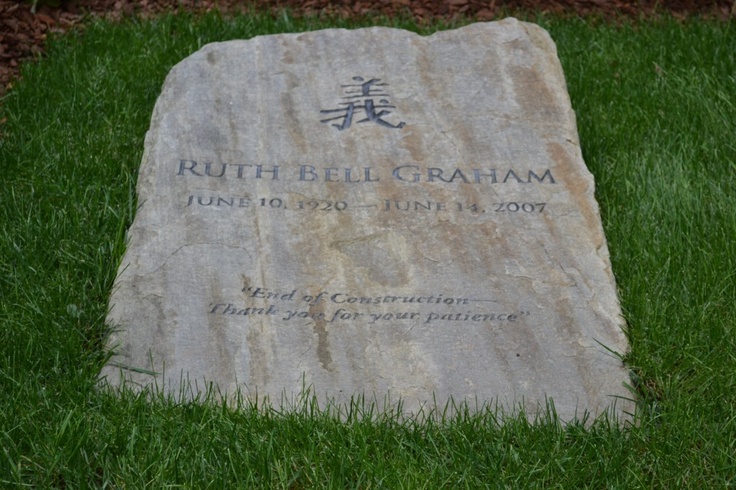 義
RUTH BELL GRAHAM
JUNE 10, 1920 — JUNE 14, 2007
"End of Construction—
Thank you for your patience"